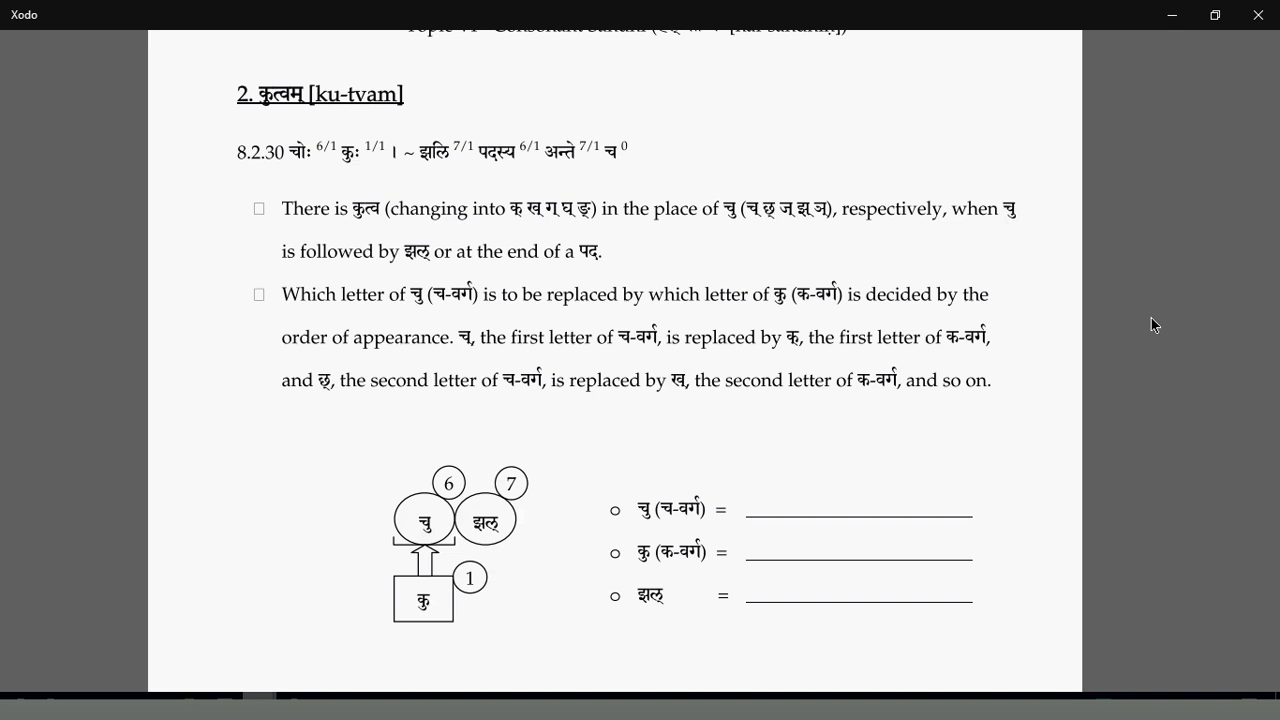 Xodo
2. कुत्वम् [ku-tvam]
8.2.30 चोः 6/1 कुः 1/1 । ~ झलि 7/1 पदस्य 6/1 अन्ते 7/1 च 0
There is कुत्व (changing into क् ख् ग् घ् ङ्) in the place of चु (च् छ् ज् झ् ञ्), respectively, when चु
is followed by झल् or at the end of a पद.
Which letter of चु (च-वर्ग) is to be replaced by which letter of कु (क-वर्ग) is decided by the
order of appearance. च्, the first letter of च-वर्ग, is replaced by क्, the first letter of क-वर्ग,
and छ्, the second letter of च-वर्ग, is replaced by ख्, the second letter of क-वर्ग, and so on.
6 7
चु झल्
1
कु
चु (च-वर्ग) =
कु (क-वर्ग) =
झल् =